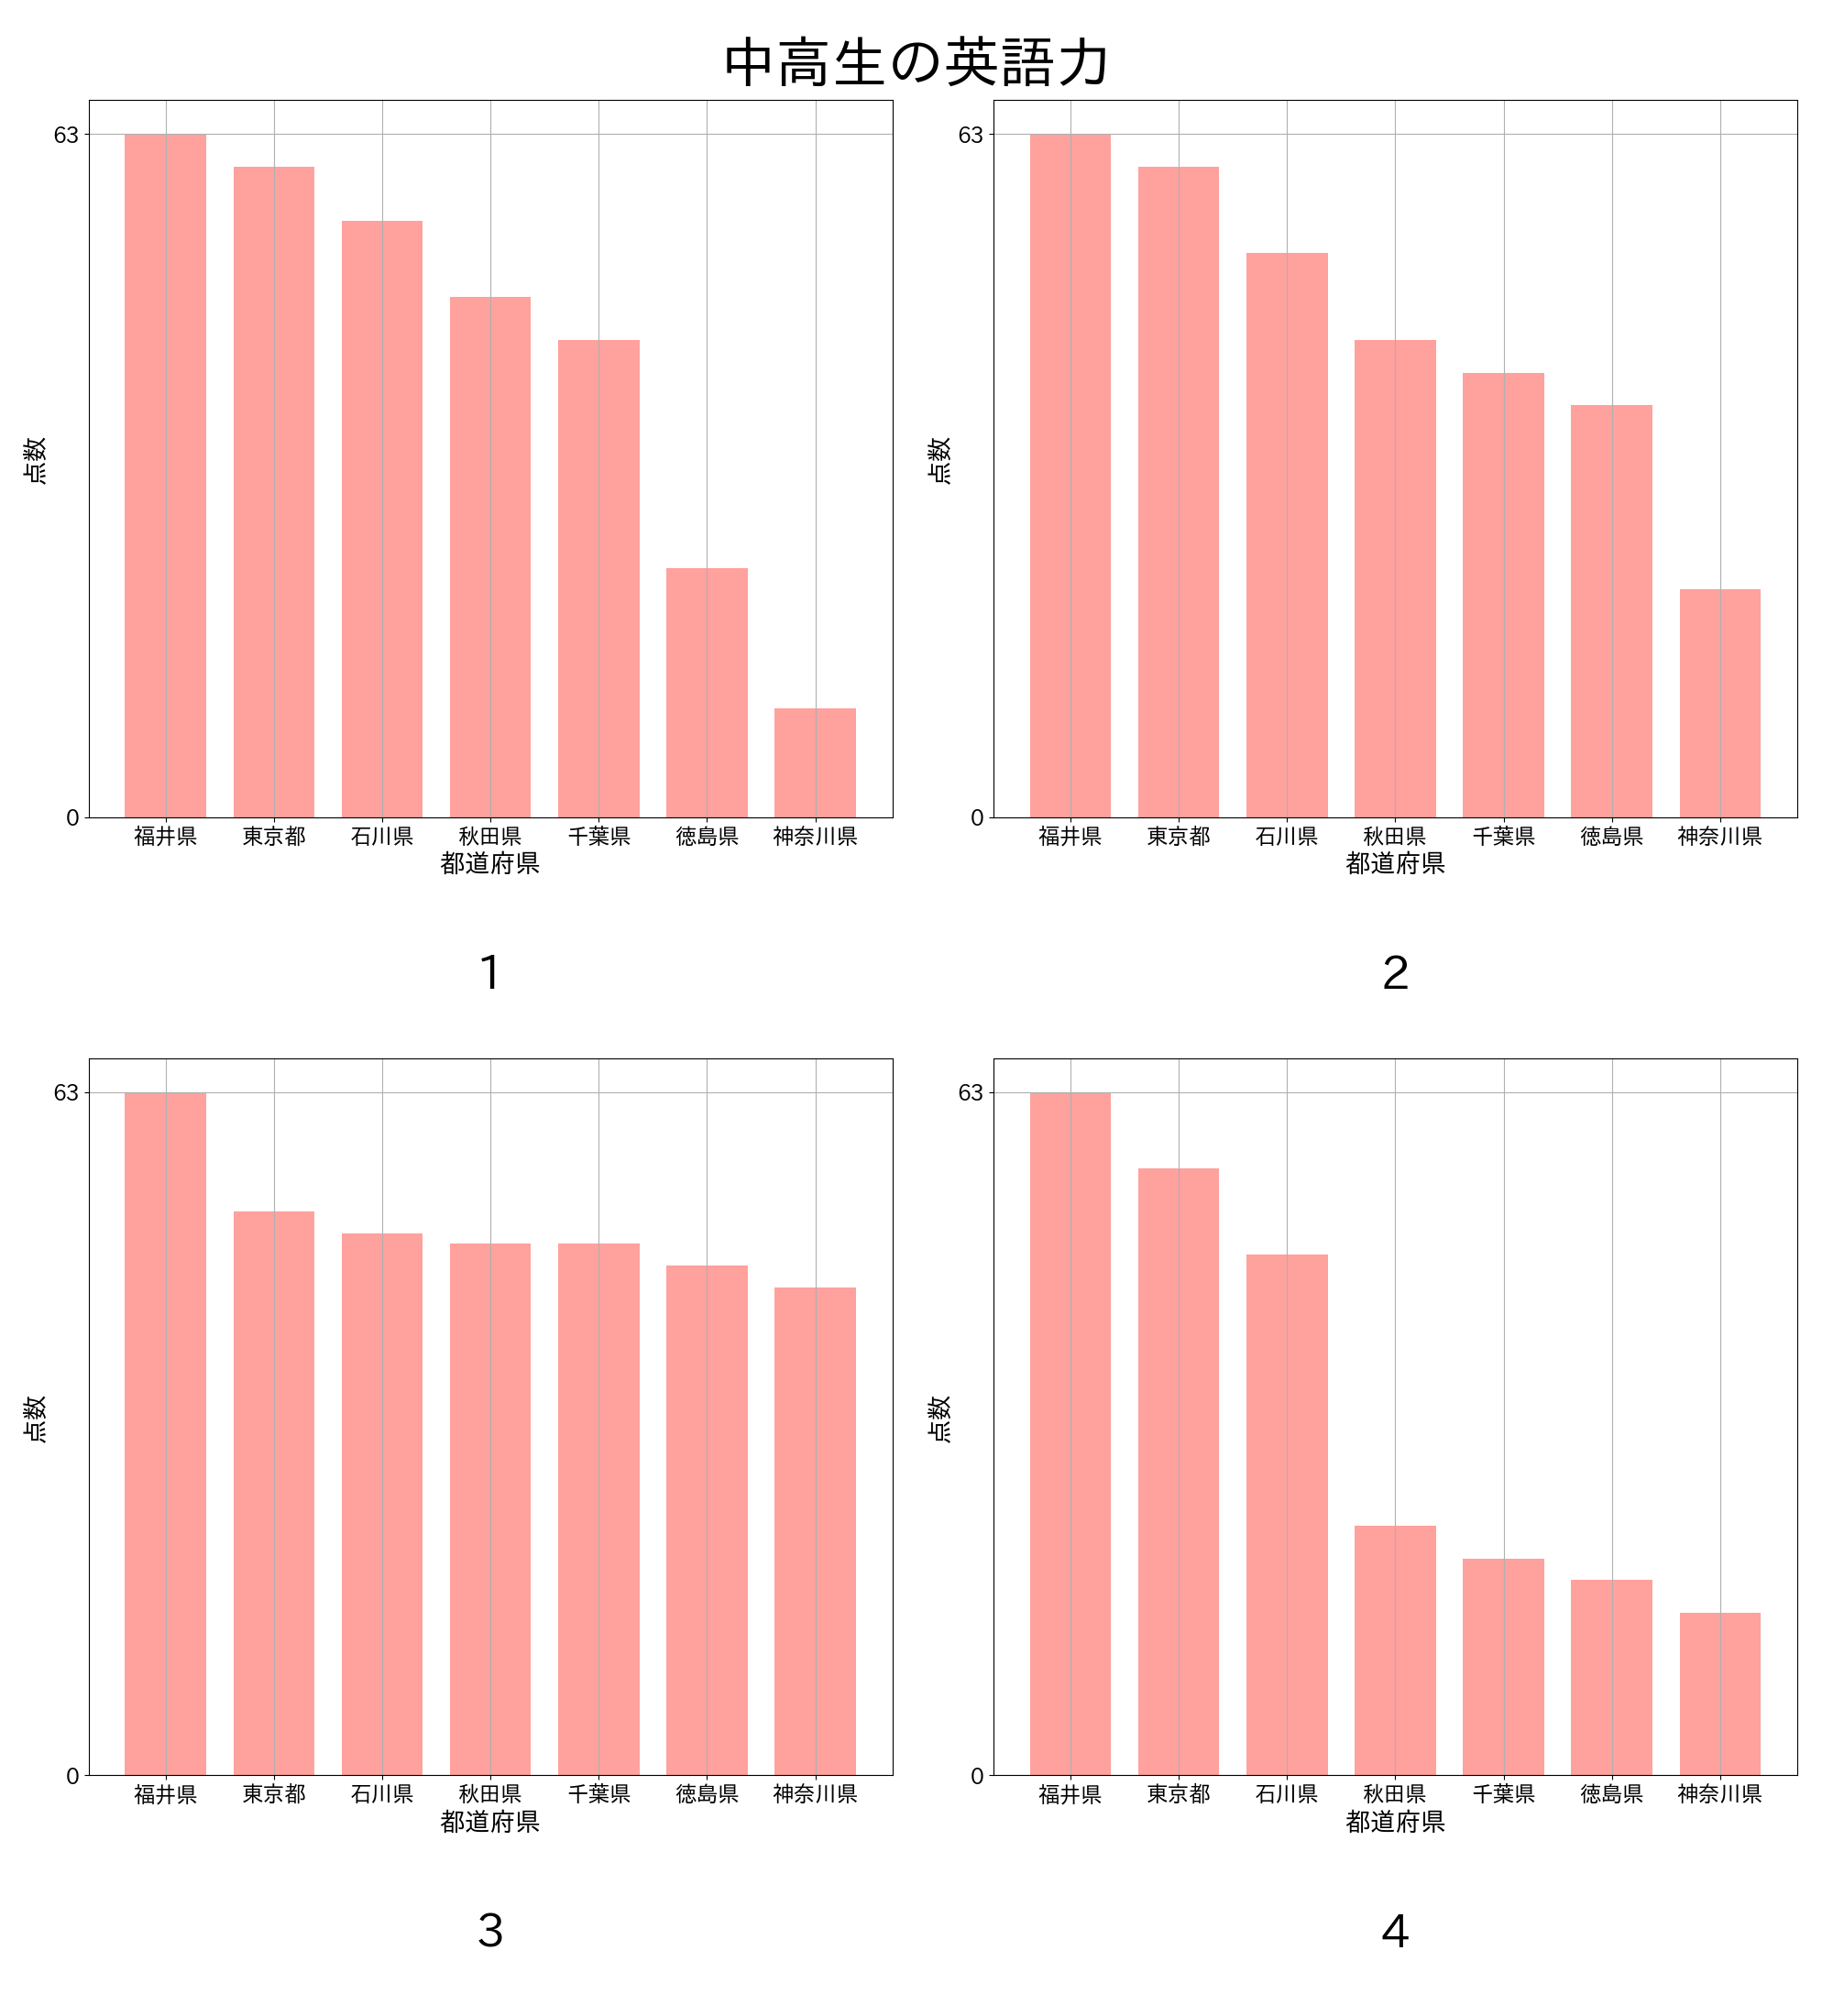 中高生の英語力
63
点数
0
福井県 東京都 石川県 秋田県 千葉県 徳島県 神奈川県
都道府県
1
63
点数
0
福井県 東京都 石川県 秋田県 千葉県 徳島県 神奈川県
都道府県
2
63
点数
0
福井県 東京都 石川県 秋田県 千葉県 徳島県 神奈川県
都道府県
3
63
点数
0
福井県 東京都 石川県 秋田県 千葉県 徳島県 神奈川県
都道府県
4